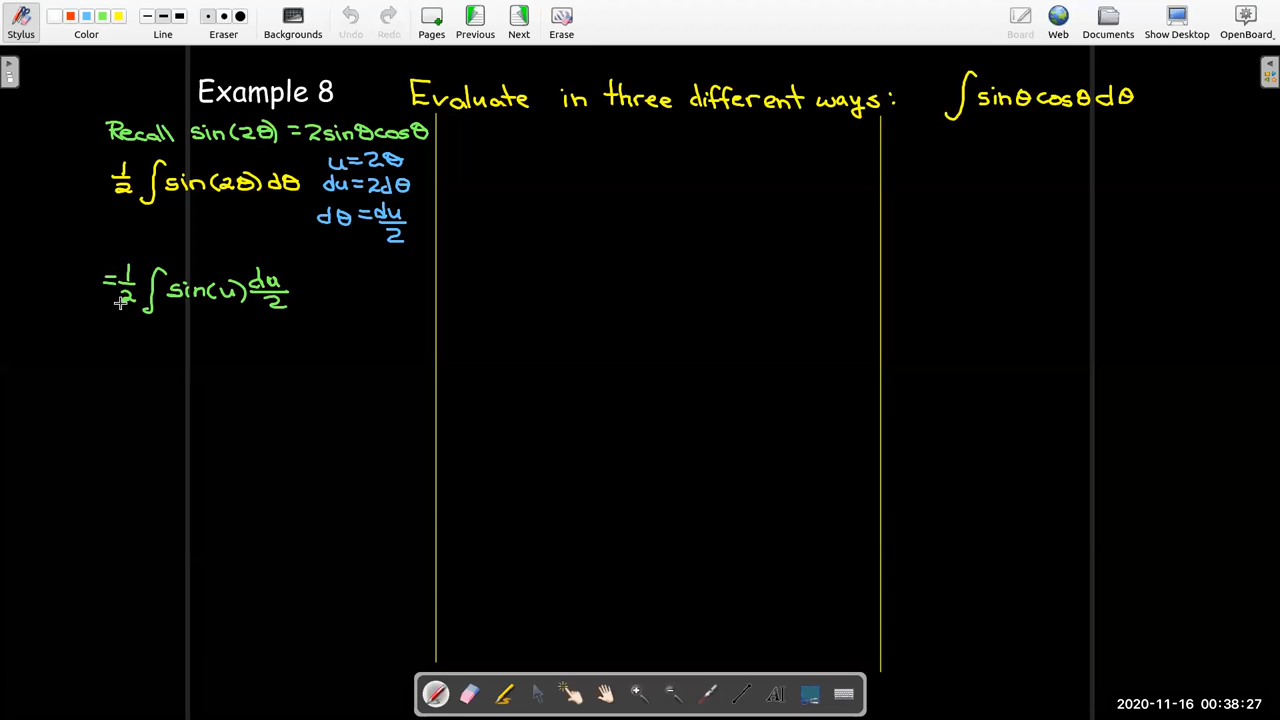 Stylus Color Line Eraser Backgrounds Undo Redo Pages Previous Next Erase Board Web Documents Show Desktop OpenBoard
Example 8 Evaluate in three different ways: ∫ sinθcosθdθ
Recall sin(2θ) = 2sinθcosθ
1/2 ∫ sin(2θ)dθ
u = 2θ
du = 2dθ
dθ = du/2
= 1/2 ∫ sin(u) du/2
2020-11-16 00:38:27